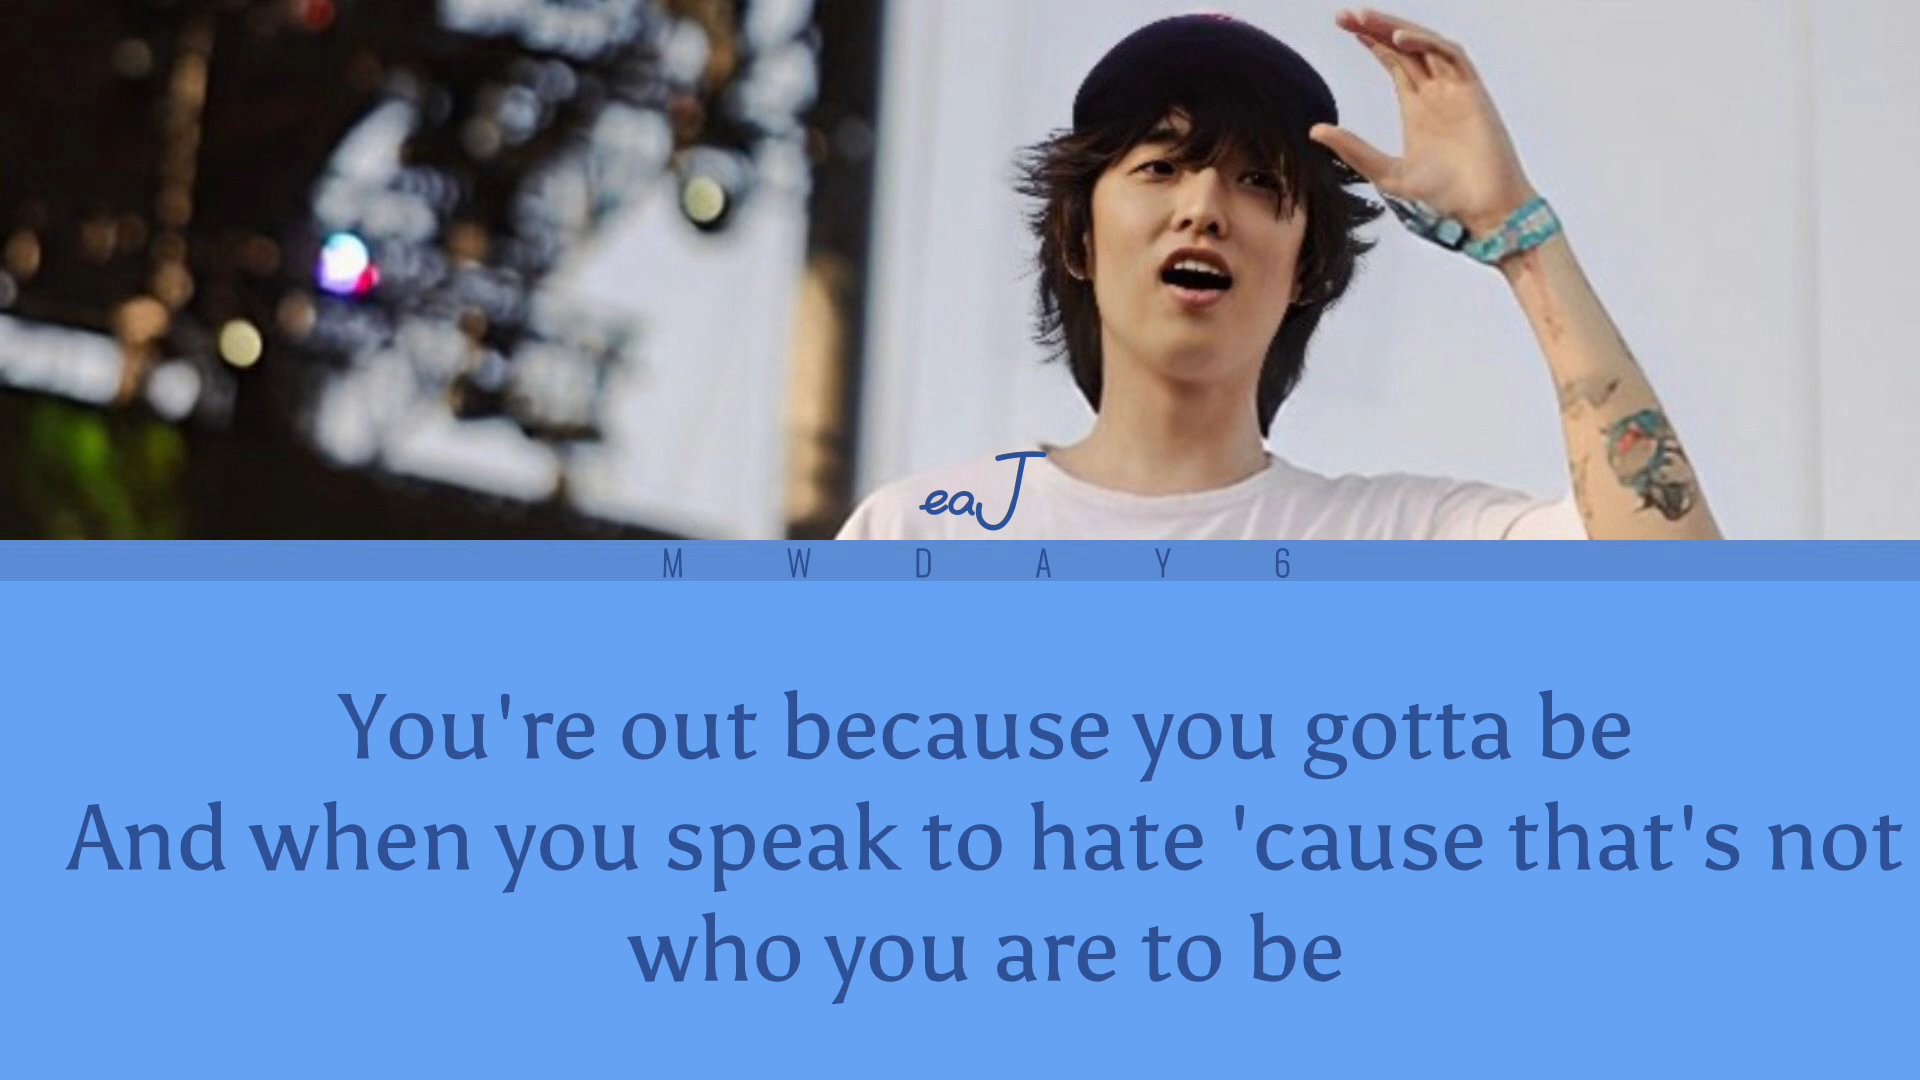 eaJ
M W D A Y 6
You're out because you gotta be
And when you speak to hate 'cause that's not
who you are to be